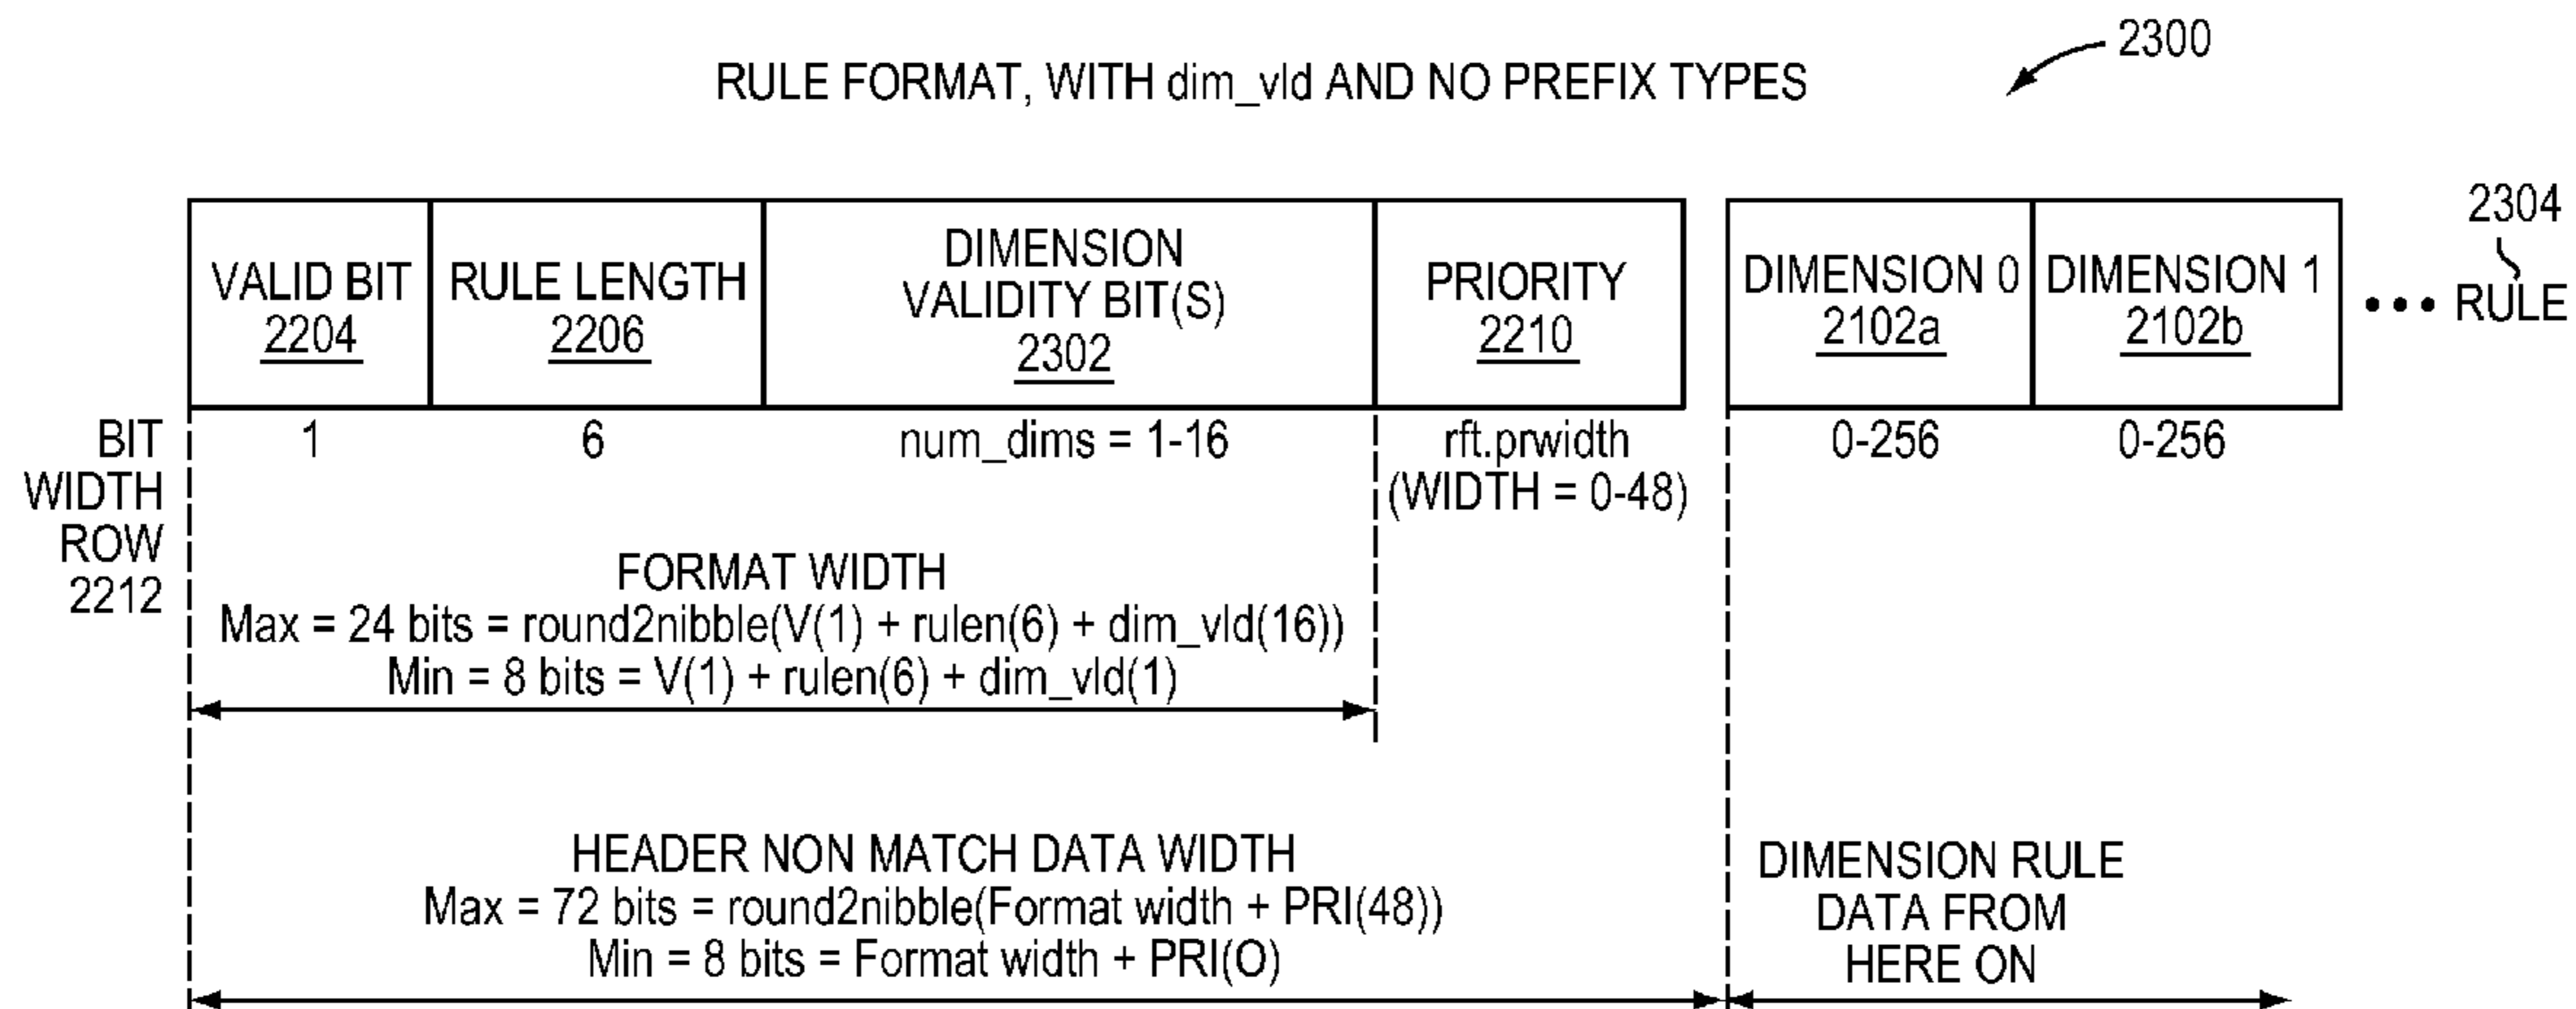 2300
RULE FORMAT, WITH dim_vld AND NO PREFIX TYPES
2304
VALID BIT
2204
RULE LENGTH
2206
DIMENSION
VALIDITY BIT(S)
2302
PRIORITY
2210
DIMENSION 0
2102a
DIMENSION 1
2102b
••• RULE
BIT
WIDTH
ROW
2212
1
6
num_dims = 1-16
rft.prwidth
(WIDTH = 0-48)
0-256
0-256
FORMAT WIDTH
Max = 24 bits = round2nibble(V(1) + rulen(6) + dim_vld(16))
Min = 8 bits = V(1) + rulen(6) + dim_vld(1)
HEADER NON MATCH DATA WIDTH
Max = 72 bits = round2nibble(Format width + PRI(48))
Min = 8 bits = Format width + PRI(O)
DIMENSION RULE
DATA FROM
HERE ON